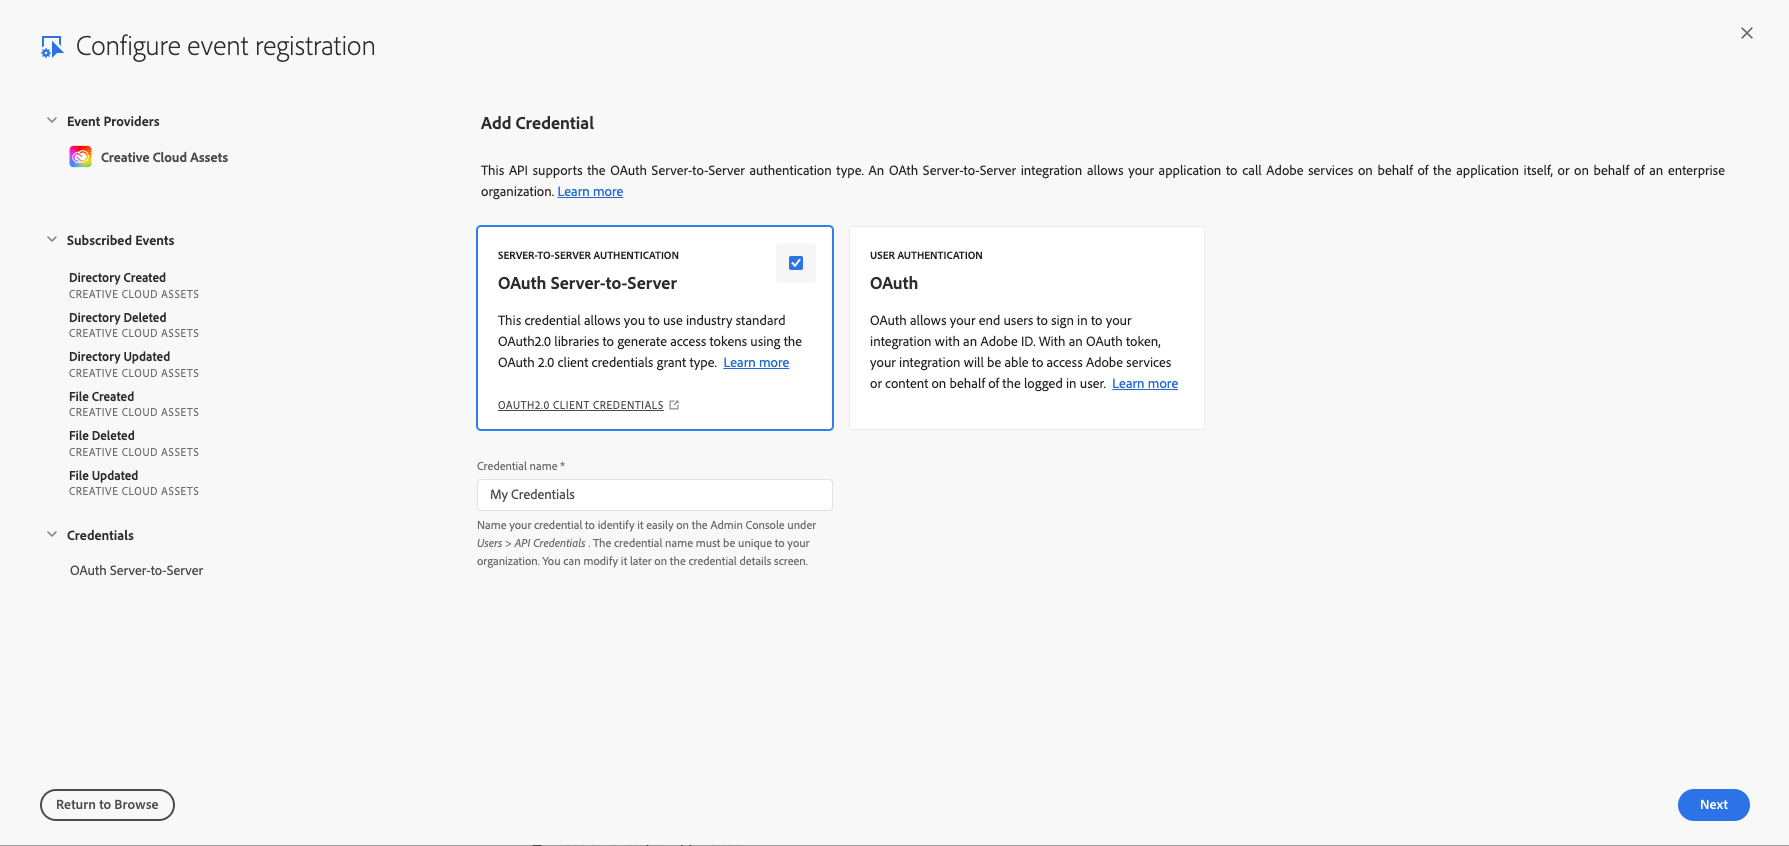 Configure event registration
Event Providers
Creative Cloud Assets
Subscribed Events
Directory Created
CREATIVE CLOUD ASSETS
Directory Deleted
CREATIVE CLOUD ASSETS
Directory Updated
CREATIVE CLOUD ASSETS
File Created
CREATIVE CLOUD ASSETS
File Deleted
CREATIVE CLOUD ASSETS
File Updated
CREATIVE CLOUD ASSETS
Credentials
OAuth Server-to-Server
Add Credential
This API supports the OAuth Server-to-Server authentication type. An OAth Server-to-Server integration allows your application to call Adobe services on behalf of the application itself, or on behalf of an enterprise
organization. Learn more
SERVER-TO-SERVER AUTHENTICATION
OAuth Server-to-Server
This credential allows you to use industry standard
OAuth2.0 libraries to generate access tokens using the
OAuth 2.0 client credentials grant type. Learn more
OAUTH2.0 CLIENT CREDENTIALS
USER AUTHENTICATION
OAuth
OAuth allows your end users to sign in to your
integration with an Adobe ID. With an OAuth token,
your integration will be able to access Adobe services
or content on behalf of the logged in user. Learn more
Credential name *
My Credentials
Name your credential to identify it easily on the Admin Console under
Users > API Credentials . The credential name must be unique to your
organization. You can modify it later on the credential details screen.
Return to Browse
Next